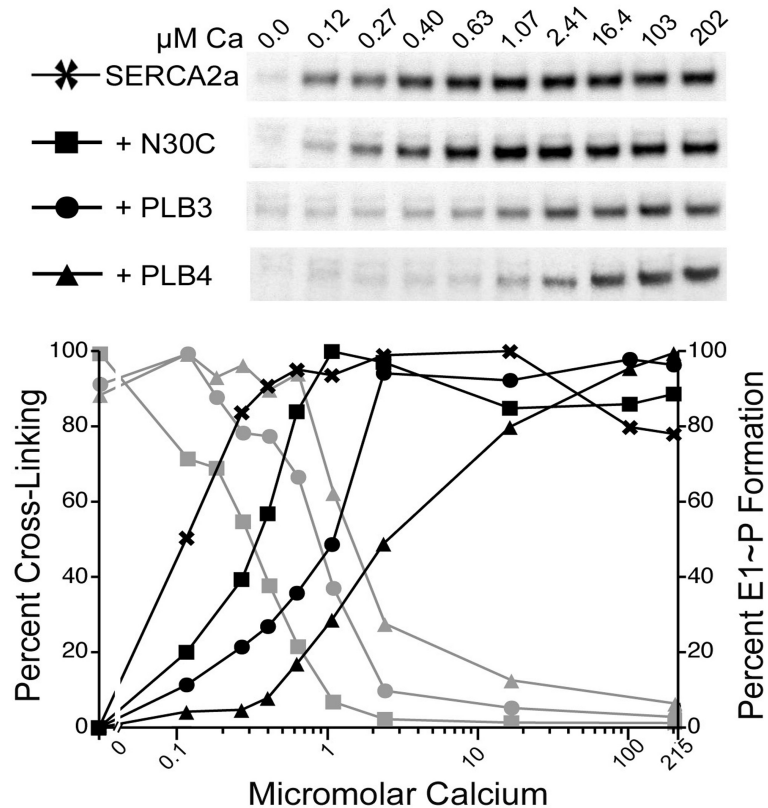 µM Ca 0.0 0.12 0.27 0.40 0.63 1.07 2.41 16.4 103 202
SERCA2a
+ N30C
+ PLB3
+ PLB4
100 100
80 80
60 60
40 40
20 20
0 0
Percent Cross-Linking
Percent E1~P Formation
0 0.1 1 10 100 215
Micromolar Calcium